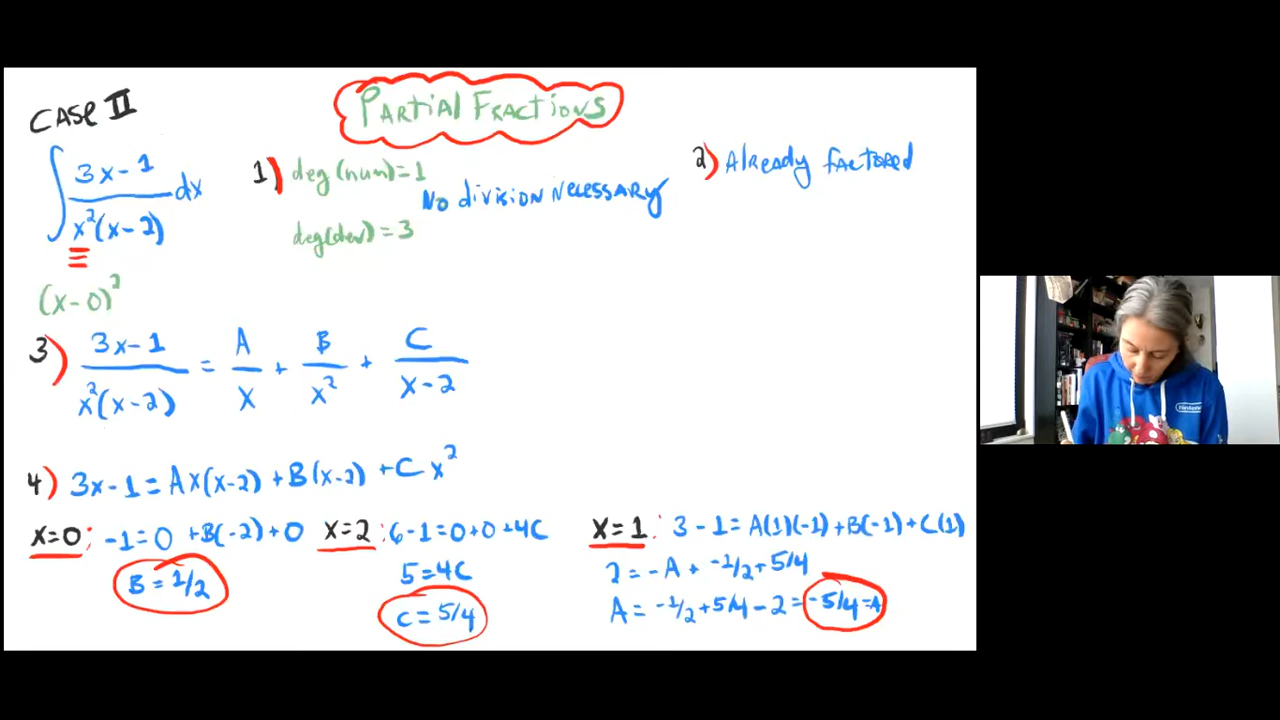 CASE II
Partial Fractions
∫ 3x-1 / x²(x-2) dx
1) deg(num)=1
deg(den)=3
No division necessary
2) Already factored
(x-0)²
3) 3x-1 / x²(x-2) = A/x + B/x² + C/x-2
4) 3x-1=Ax(x-2)+B(x-2)+Cx²
x=0: -1=0+B(-2)+0
B=1/2
x=2: 6-1=0+0+4C
5=4C
C=5/4
x=1: 3-1=A(1)(-1)+B(-1)+C(1)
2=-A+-1/2+5/4
A=-1/2+5/4-2=-5/4=A
Nintendo